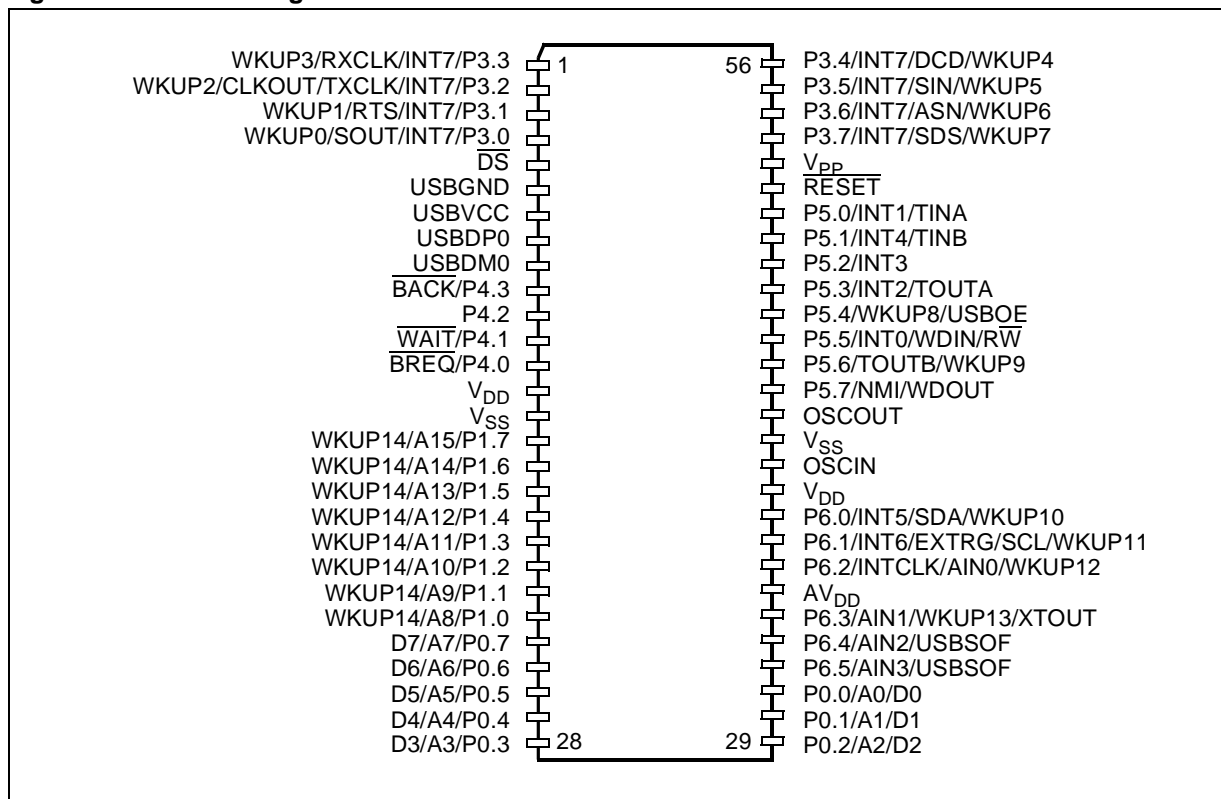 WKUP3/RXCLK/INT7/P3.3
WKUP2/CLKOUT/TXCLK/INT7/P3.2
WKUP1/RTS/INT7/P3.1
WKUP0/SOUT/INT7/P3.0
DS
USBGND
USBVCC
USBDP0
USBDM0
BACK/P4.3
P4.2
WAIT/P4.1
BREQ/P4.0
VDD
VSS
WKUP14/A15/P1.7
WKUP14/A14/P1.6
WKUP14/A13/P1.5
WKUP14/A12/P1.4
WKUP14/A11/P1.3
WKUP14/A10/P1.2
WKUP14/A9/P1.1
WKUP14/A8/P1.0
D7/A7/P0.7
D6/A6/P0.6
D5/A5/P0.5
D4/A4/P0.4
D3/A3/P0.3
1
28
56
29
P3.4/INT7/DCD/WKUP4
P3.5/INT7/SIN/WKUP5
P3.6/INT7/ASN/WKUP6
P3.7/INT7/SDS/WKUP7
VPP
RESET
P5.0/INT1/TINA
P5.1/INT4/TINB
P5.2/INT3
P5.3/INT2/TOUTA
P5.4/WKUP8/USBOE
P5.5/INT0/WDIN/RW
P5.6/TOUTB/WKUP9
P5.7/NMI/WDOUT
OSCOUT
VSS
OSCIN
VDD
P6.0/INT5/SDA/WKUP10
P6.1/INT6/EXTRG/SCL/WKUP11
P6.2/INTCLK/AIN0/WKUP12
AVDD
P6.3/AIN1/WKUP13/XTOUT
P6.4/AIN2/USBSOF
P6.5/AIN3/USBSOF
P0.0/A0/D0
P0.1/A1/D1
P0.2/A2/D2